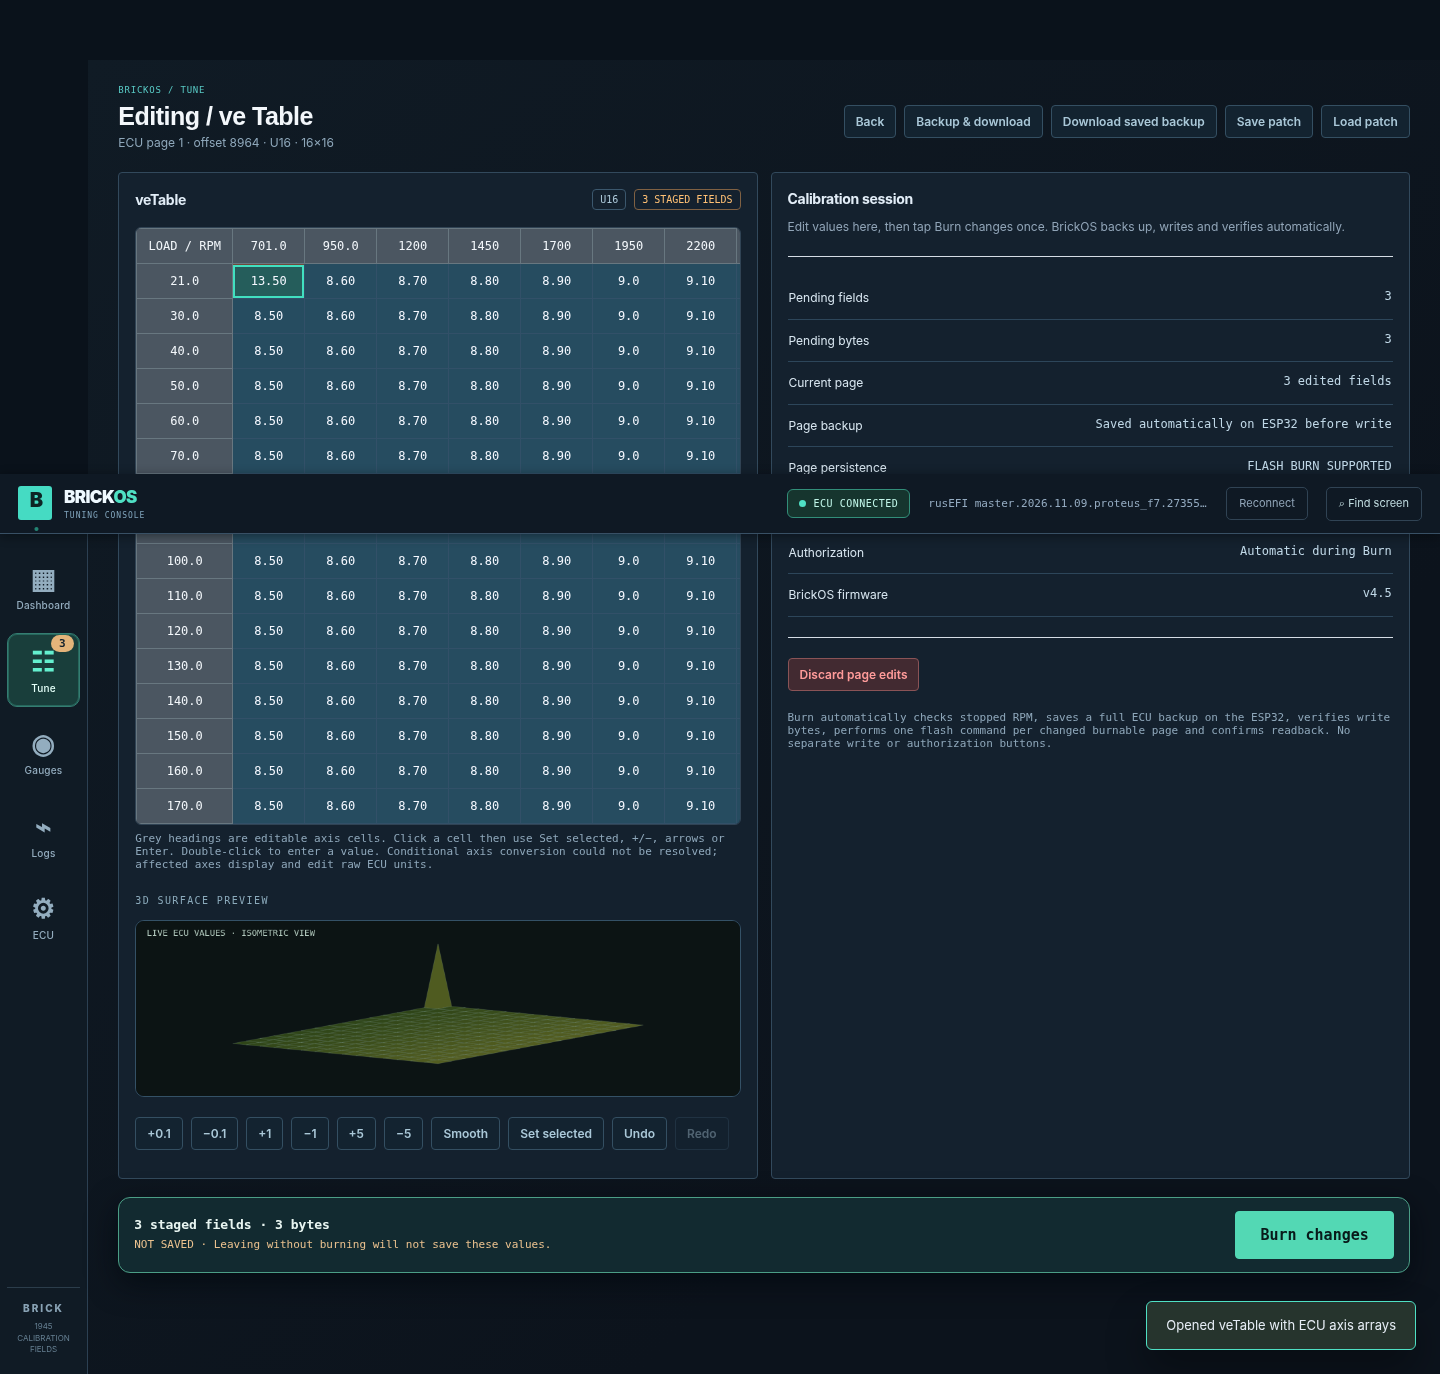 BRICKOS / TUNE
Editing / ve Table
ECU page 1 · offset 8964 · U16 · 16×16
Back Backup & download Download saved backup Save patch Load patch
veTable U16 3 STAGED FIELDS
LOAD / RPM 701.0 950.0 1200 1450 1700 1950 2200
21.0 13.50 8.60 8.70 8.80 8.90 9.0 9.10
30.0 8.50 8.60 8.70 8.80 8.90 9.0 9.10
40.0 8.50 8.60 8.70 8.80 8.90 9.0 9.10
50.0 8.50 8.60 8.70 8.80 8.90 9.0 9.10
60.0 8.50 8.60 8.70 8.80 8.90 9.0 9.10
70.0 8.50 8.60 8.70 8.80 8.90 9.0 9.10
Calibration session
Edit values here, then tap Burn changes once. BrickOS backs up, writes and verifies automatically.
Pending fields 3
Pending bytes 3
Current page 3 edited fields
Page backup Saved automatically on ESP32 before write
Page persistence FLASH BURN SUPPORTED
B BRICKOS
TUNING CONSOLE
ECU CONNECTED rusEFI master.2026.11.09.proteus_f7.27355… Reconnect ⌕ Find screen
100.0 8.50 8.60 8.70 8.80 8.90 9.0 9.10
110.0 8.50 8.60 8.70 8.80 8.90 9.0 9.10
120.0 8.50 8.60 8.70 8.80 8.90 9.0 9.10
130.0 8.50 8.60 8.70 8.80 8.90 9.0 9.10
140.0 8.50 8.60 8.70 8.80 8.90 9.0 9.10
150.0 8.50 8.60 8.70 8.80 8.90 9.0 9.10
160.0 8.50 8.60 8.70 8.80 8.90 9.0 9.10
170.0 8.50 8.60 8.70 8.80 8.90 9.0 9.10
Authorization Automatic during Burn
BrickOS firmware v4.5
Discard page edits
Burn automatically checks stopped RPM, saves a full ECU backup on the ESP32, verifies write
bytes, performs one flash command per changed burnable page and confirms readback. No
separate write or authorization buttons.
Dashboard
3
Tune
Gauges
Logs
ECU
Grey headings are editable axis cells. Click a cell then use Set selected, +/−, arrows or
Enter. Double-click to enter a value. Conditional axis conversion could not be resolved;
affected axes display and edit raw ECU units.
3D SURFACE PREVIEW
LIVE ECU VALUES · ISOMETRIC VIEW
+0.1 −0.1 +1 −1 +5 −5 Smooth Set selected Undo Redo
3 staged fields · 3 bytes
NOT SAVED · Leaving without burning will not save these values.
Burn changes
BRICK
1945
CALIBRATION
FIELDS
Opened veTable with ECU axis arrays